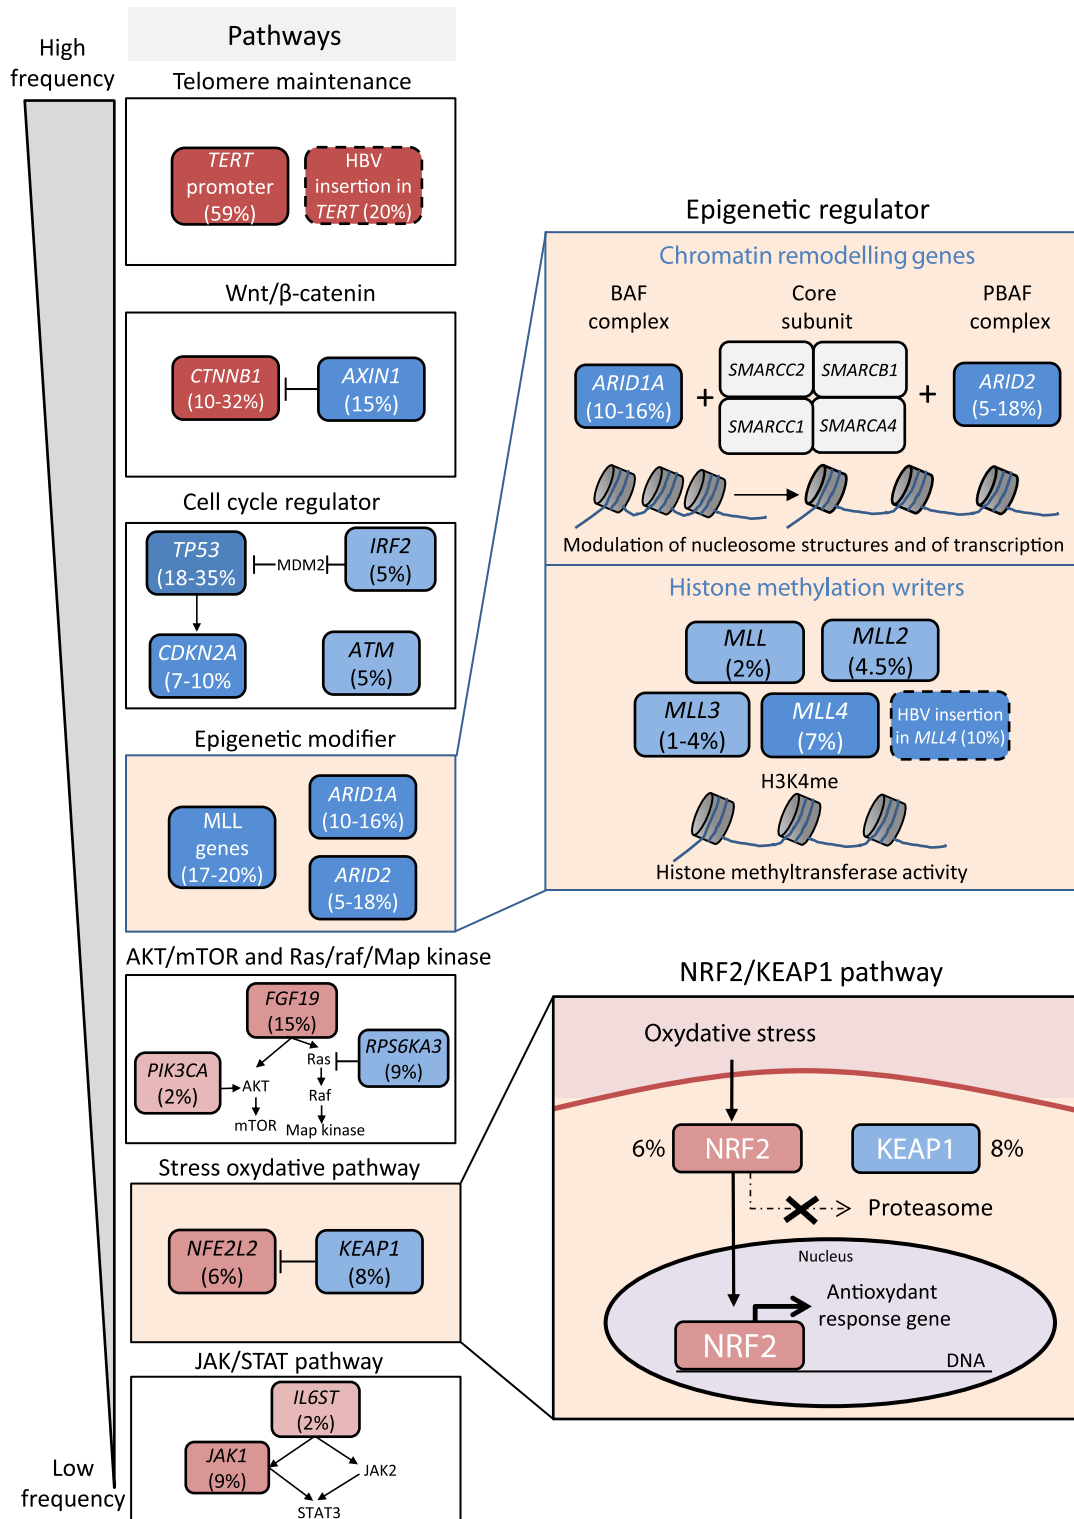 Pathways
High
frequency
Telomere maintenance
TERT
promoter
(59%)
HBV
insertion in
TERT (20%)
Wnt/β-catenin
CTNNB1
(10-32%)
AXIN1
(15%)
Cell cycle regulator
TP53
(18-35%
MDM2
IRF2
(5%)
CDKN2A
(7-10%
ATM
(5%)
Epigenetic modifier
MLL
genes
(17-20%)
ARID1A
(10-16%)
ARID2
(5-18%)
AKT/mTOR and Ras/raf/Map kinase
FGF19
(15%)
PIK3CA
(2%)
AKT
mTOR
Ras
Raf
Map kinase
RPS6KA3
(9%)
Stress oxydative pathway
NFE2L2
(6%)
KEAP1
(8%)
JAK/STAT pathway
IL6ST
(2%)
JAK1
(9%)
JAK2
STAT3
Low
frequency
Epigenetic regulator
Chromatin remodelling genes
BAF
complex
Core
subunit
PBAF
complex
ARID1A
(10-16%)
+
SMARCC2
SMARCB1
SMARCC1
SMARCA4
+
ARID2
(5-18%)
Modulation of nucleosome structures and of transcription
Histone methylation writers
MLL
(2%)
MLL2
(4.5%)
MLL3
(1-4%)
MLL4
(7%)
HBV insertion
in MLL4 (10%)
H3K4me
Histone methyltransferase activity
NRF2/KEAP1 pathway
Oxydative stress
6%
NRF2
KEAP1
8%
Proteasome
Nucleus
Antioxydant
response gene
NRF2
DNA